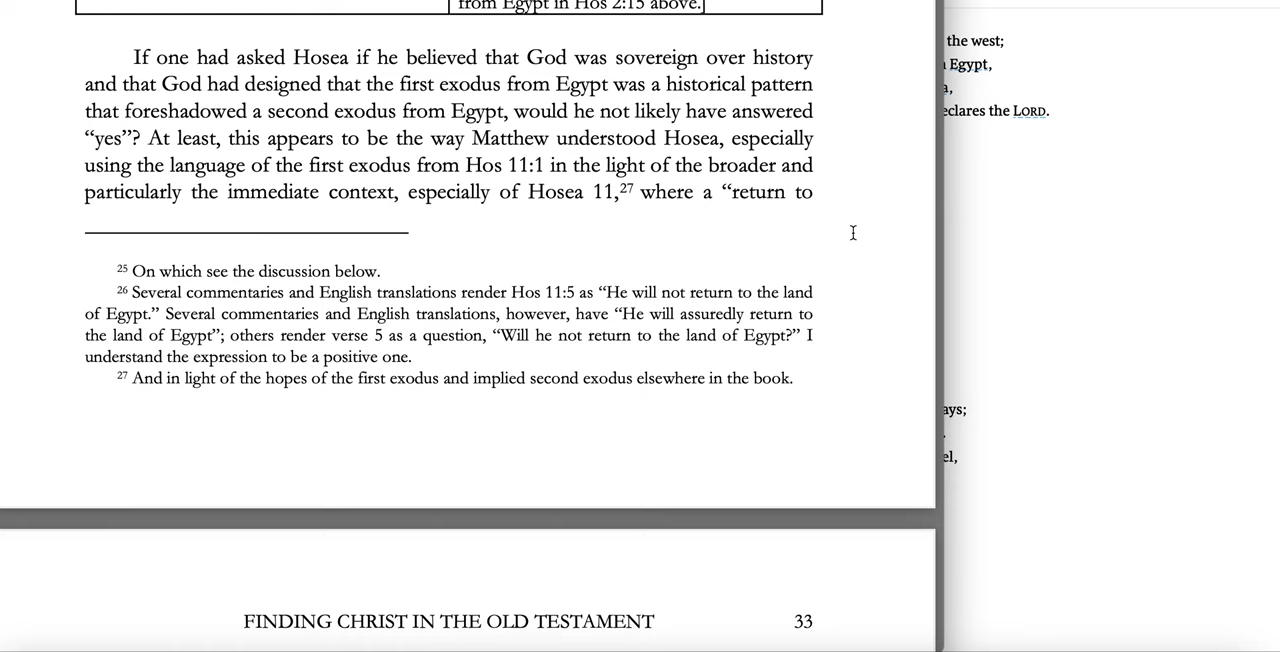 from Egypt in Hos 2:15 above.
If one had asked Hosea if he believed that God was sovereign over history
and that God had designed that the first exodus from Egypt was a historical pattern
that foreshadowed a second exodus from Egypt, would he not likely have answered
“yes”? At least, this appears to be the way Matthew understood Hosea, especially
using the language of the first exodus from Hos 11:1 in the light of the broader and
particularly the immediate context, especially of Hosea 11,27 where a “return to
25 On which see the discussion below.
26 Several commentaries and English translations render Hos 11:5 as “He will not return to the land
of Egypt.” Several commentaries and English translations, however, have “He will assuredly return to
the land of Egypt”; others render verse 5 as a question, “Will he not return to the land of Egypt?” I
understand the expression to be a positive one.
27 And in light of the hopes of the first exodus and implied second exodus elsewhere in the book.
FINDING CHRIST IN THE OLD TESTAMENT 33
the west;
Egypt,
a,
eclares the LORD.
ays;
.
el,